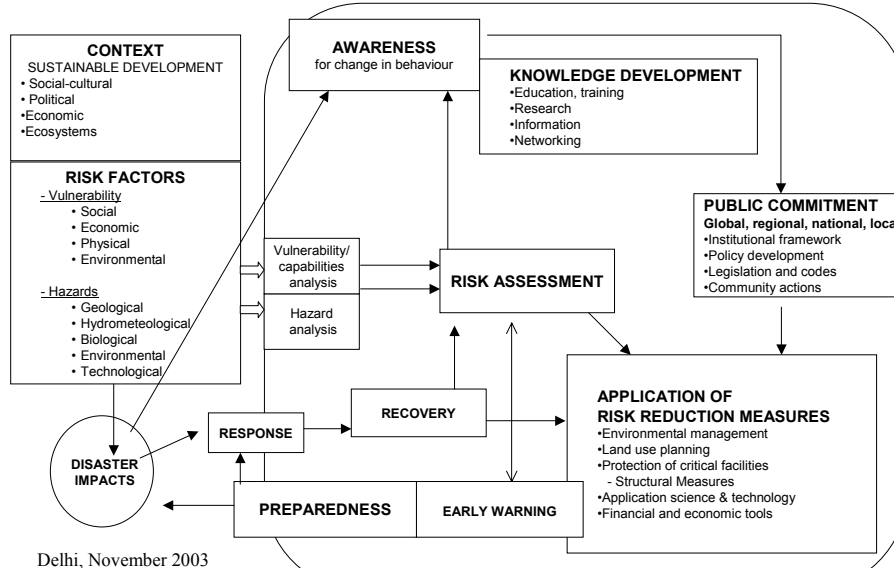 CONTEXT
SUSTAINABLE DEVELOPMENT
• Social-cultural
• Political
•Economic
•Ecosystems
RISK FACTORS
- Vulnerability
• Social
• Economic
• Physical
• Environmental
- Hazards
• Geological
• Hydrometeological
• Biological
• Environmental
• Technological
DISASTER
IMPACTS
AWARENESS
for change in behaviour
KNOWLEDGE DEVELOPMENT
•Education, training
•Research
•Information
•Networking
PUBLIC COMMITMENT
Global, regional, national, loca
•Institutional framework
•Policy development
•Legislation and codes
•Community actions
Vulnerability/
capabilities
analysis
Hazard
analysis
RISK ASSESSMENT
RESPONSE
RECOVERY
PREPAREDNESS
EARLY WARNING
APPLICATION OF
RISK REDUCTION MEASURES
•Environmental management
•Land use planning
•Protection of critical facilities
- Structural Measures
•Application science & technology
•Financial and economic tools
Delhi, November 2003